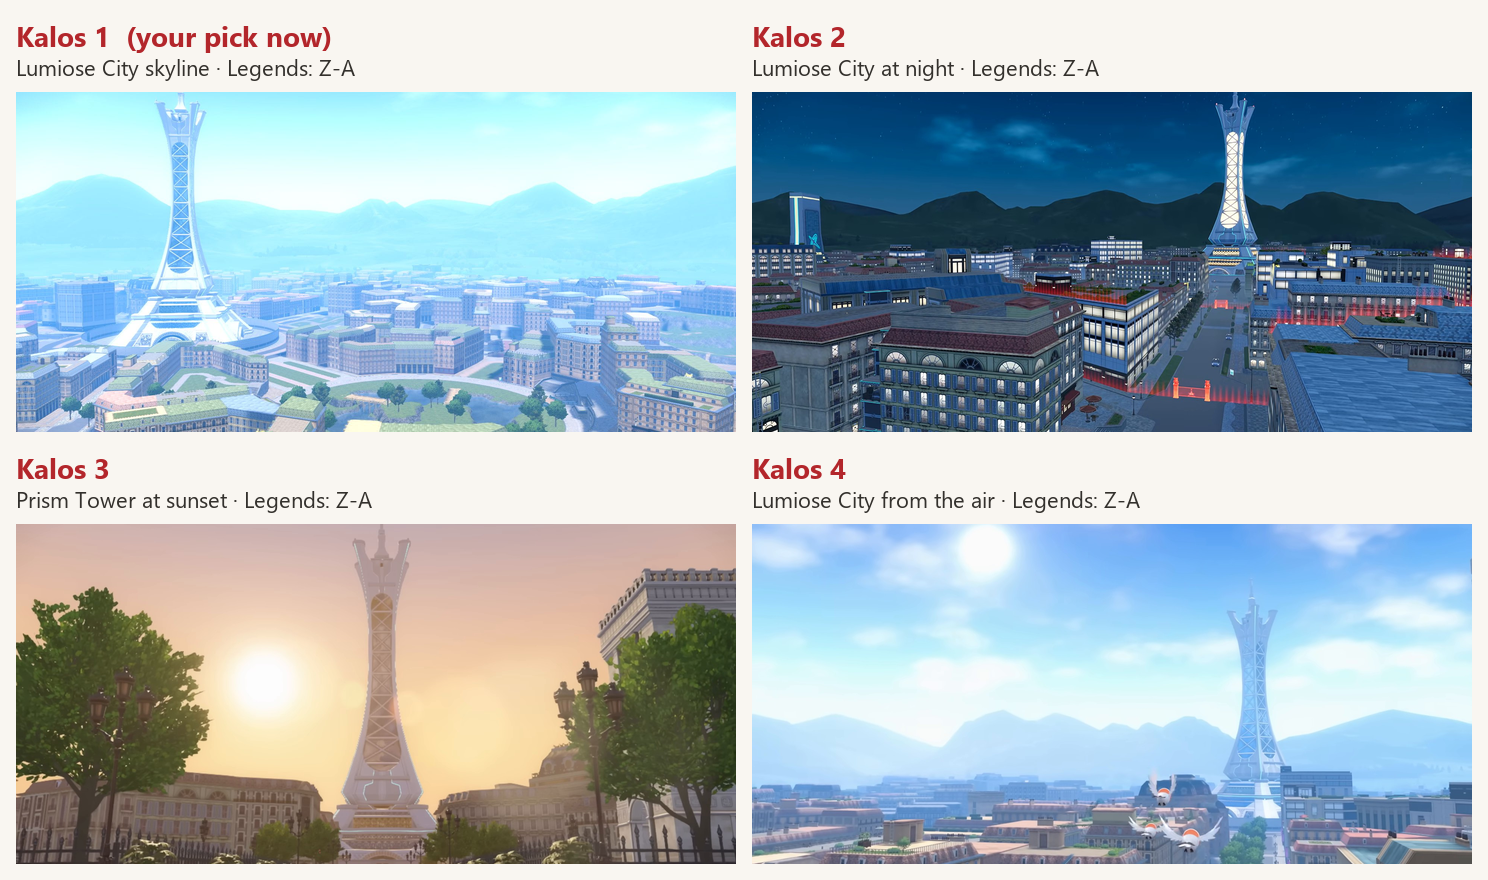 Kalos 1 (your pick now)
Lumiose City skyline · Legends: Z-A
Kalos 2
Lumiose City at night · Legends: Z-A
Kalos 3
Prism Tower at sunset · Legends: Z-A
Kalos 4
Lumiose City from the air · Legends: Z-A